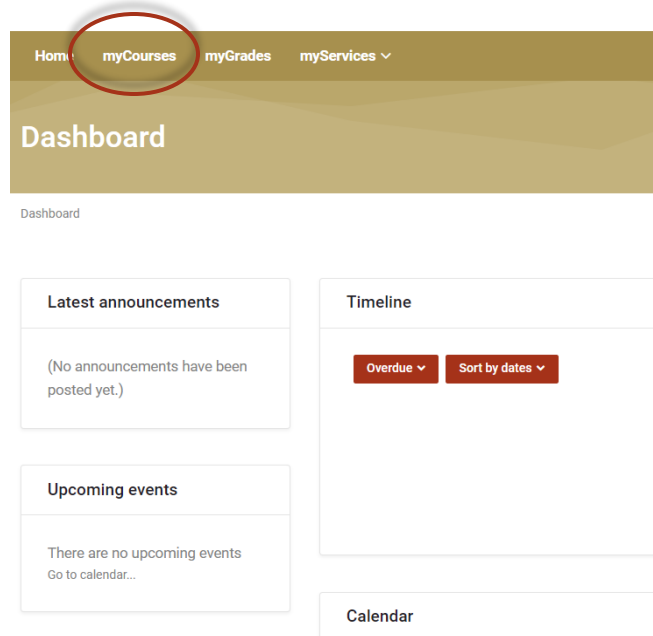 Home myCourses myGrades myServices
Dashboard
Dashboard
Latest announcements
(No announcements have been
posted yet.)
Upcoming events
There are no upcoming events
Go to calendar...
Timeline
Overdue Sort by dates
Calendar